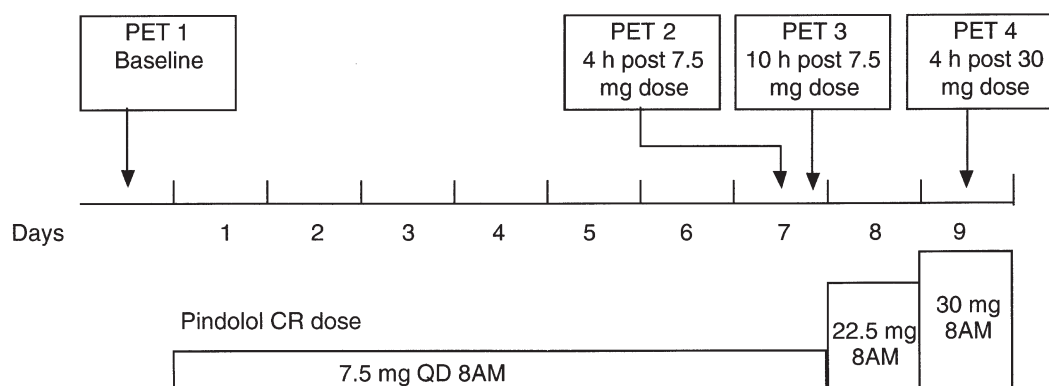 PET 1
Baseline
PET 2
4 h post 7.5
mg dose
PET 3
10 h post 7.5
mg dose
PET 4
4 h post 30
mg dose
Days 1 2 3 4 5 6 7 8 9
Pindolol CR dose
7.5 mg QD 8AM
22.5 mg
8AM
30 mg
8AM